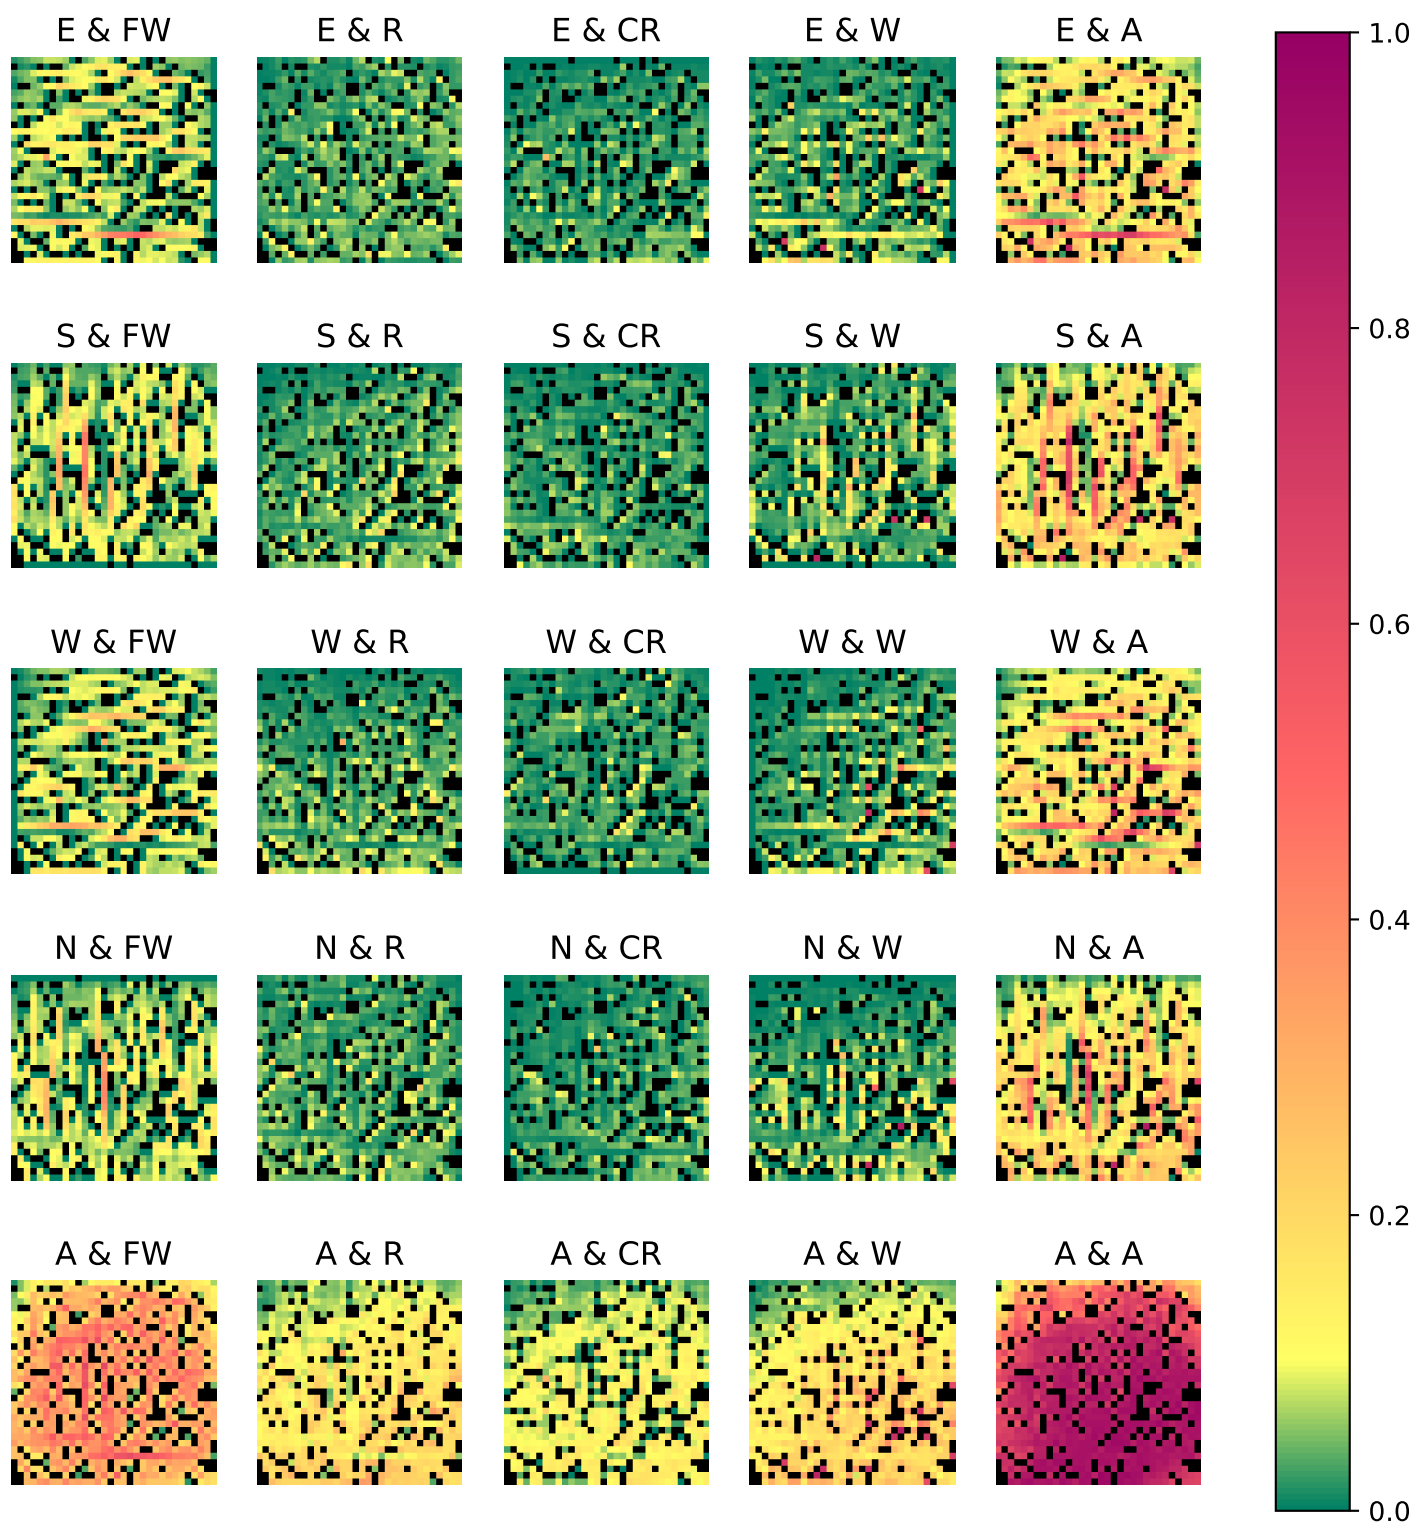 E & FW E & R E & CR E & W E & A
S & FW S & R S & CR S & W S & A
W & FW W & R W & CR W & W W & A
N & FW N & R N & CR N & W N & A
A & FW A & R A & CR A & W A & A
1.0
0.8
0.6
0.4
0.2
0.0